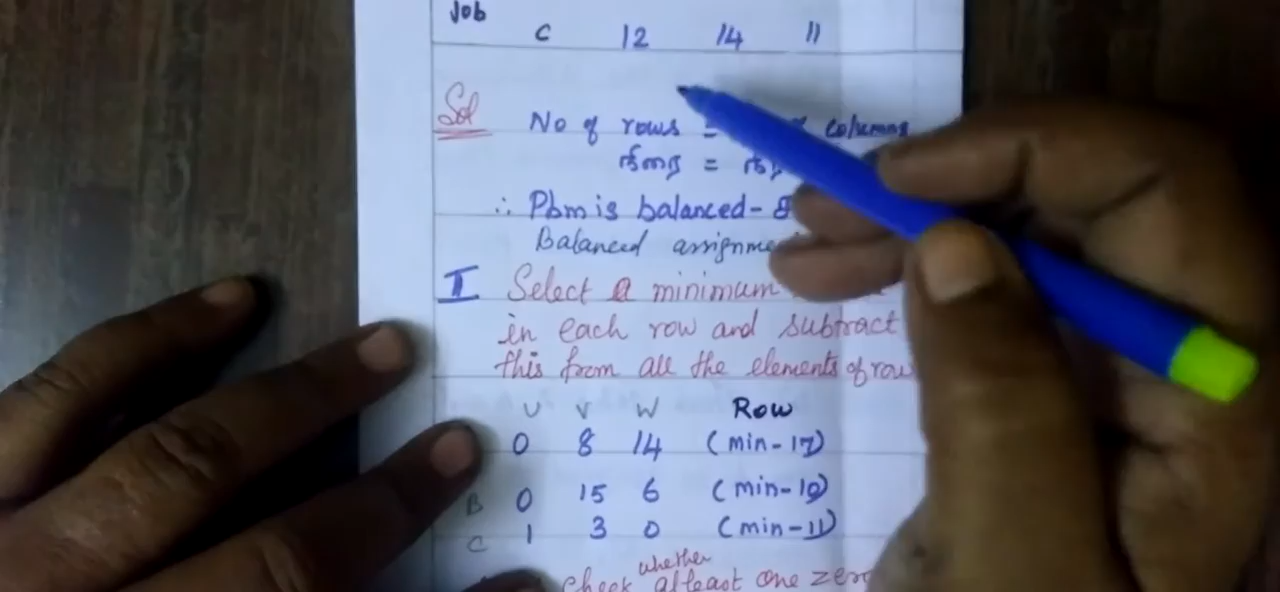 Job
C 12 14 11
Sol
No of rows = columns
= 
∴ Pbm is balanced -
Balanced
I Select a minimum
in each row and subtract
this from all the elements of row
U V W Row
0 8 14 (min-17)
B 0 15 6 (min-10)
C 1 3 0 (min-11)
whether
check atleast one zero